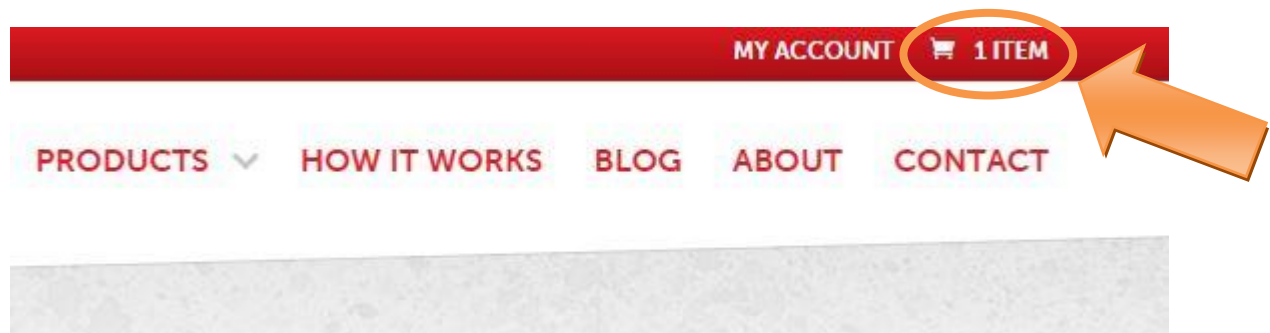 MY ACCOUNT 1 ITEM
PRODUCTS HOW IT WORKS BLOG ABOUT CONTACT